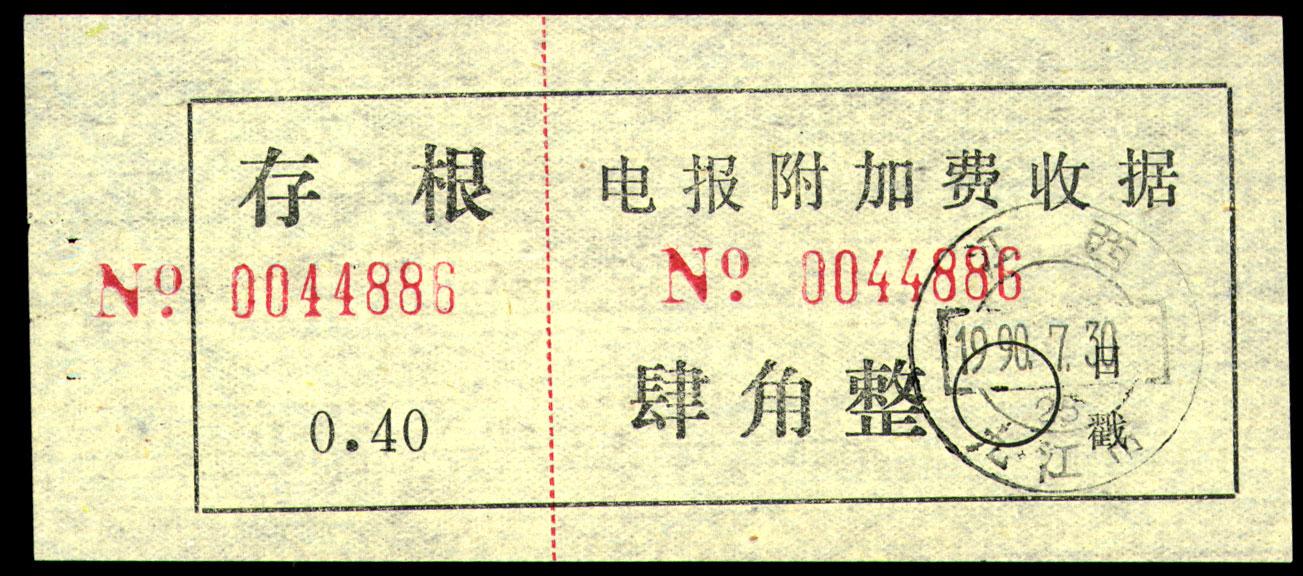 存根
№ 0044886
0.40
电报附加费收据
№ 0044886
肆角整
日戳
江西
1990.7.30
九江